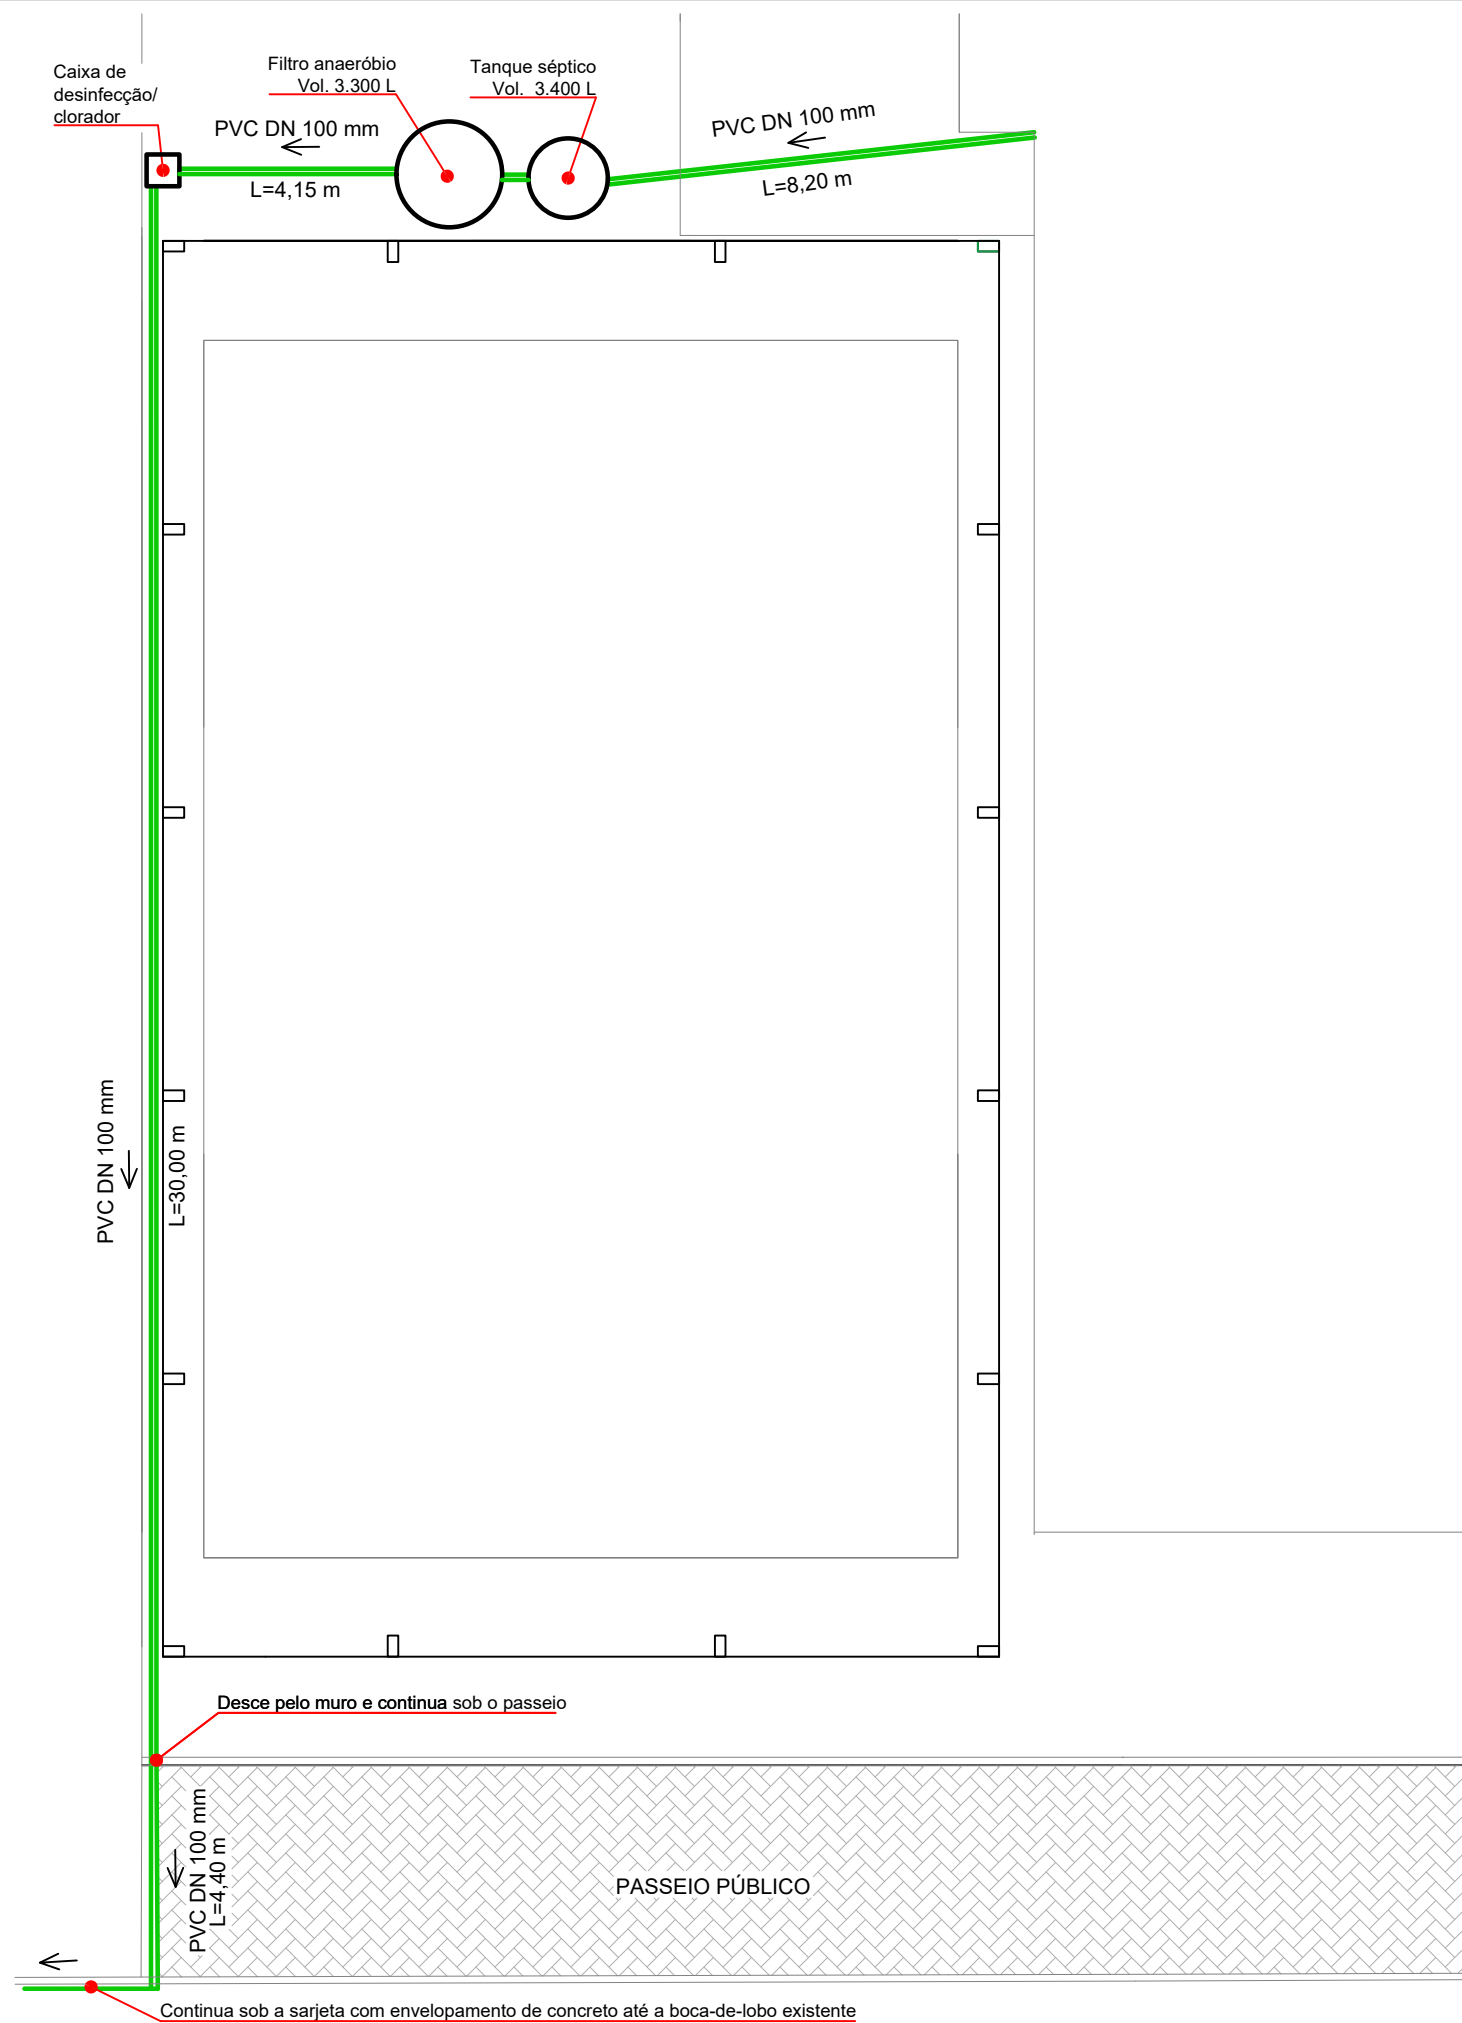 Caixa de
desinfecção/
clorador
Filtro anaeróbio
Vol. 3.300 L
Tanque séptico
Vol. 3.400 L
PVC DN 100 mm
L=4,15 m
PVC DN 100 mm
L=8,20 m
PVC DN 100 mm
L=30,00 m
Desce pelo muro e continua sob o passeio
PVC DN 100 mm
L=4,40 m
PASSEIO PÚBLICO
Continua sob a sarjeta com envelopamento de concreto até a boca-de-lobo existente